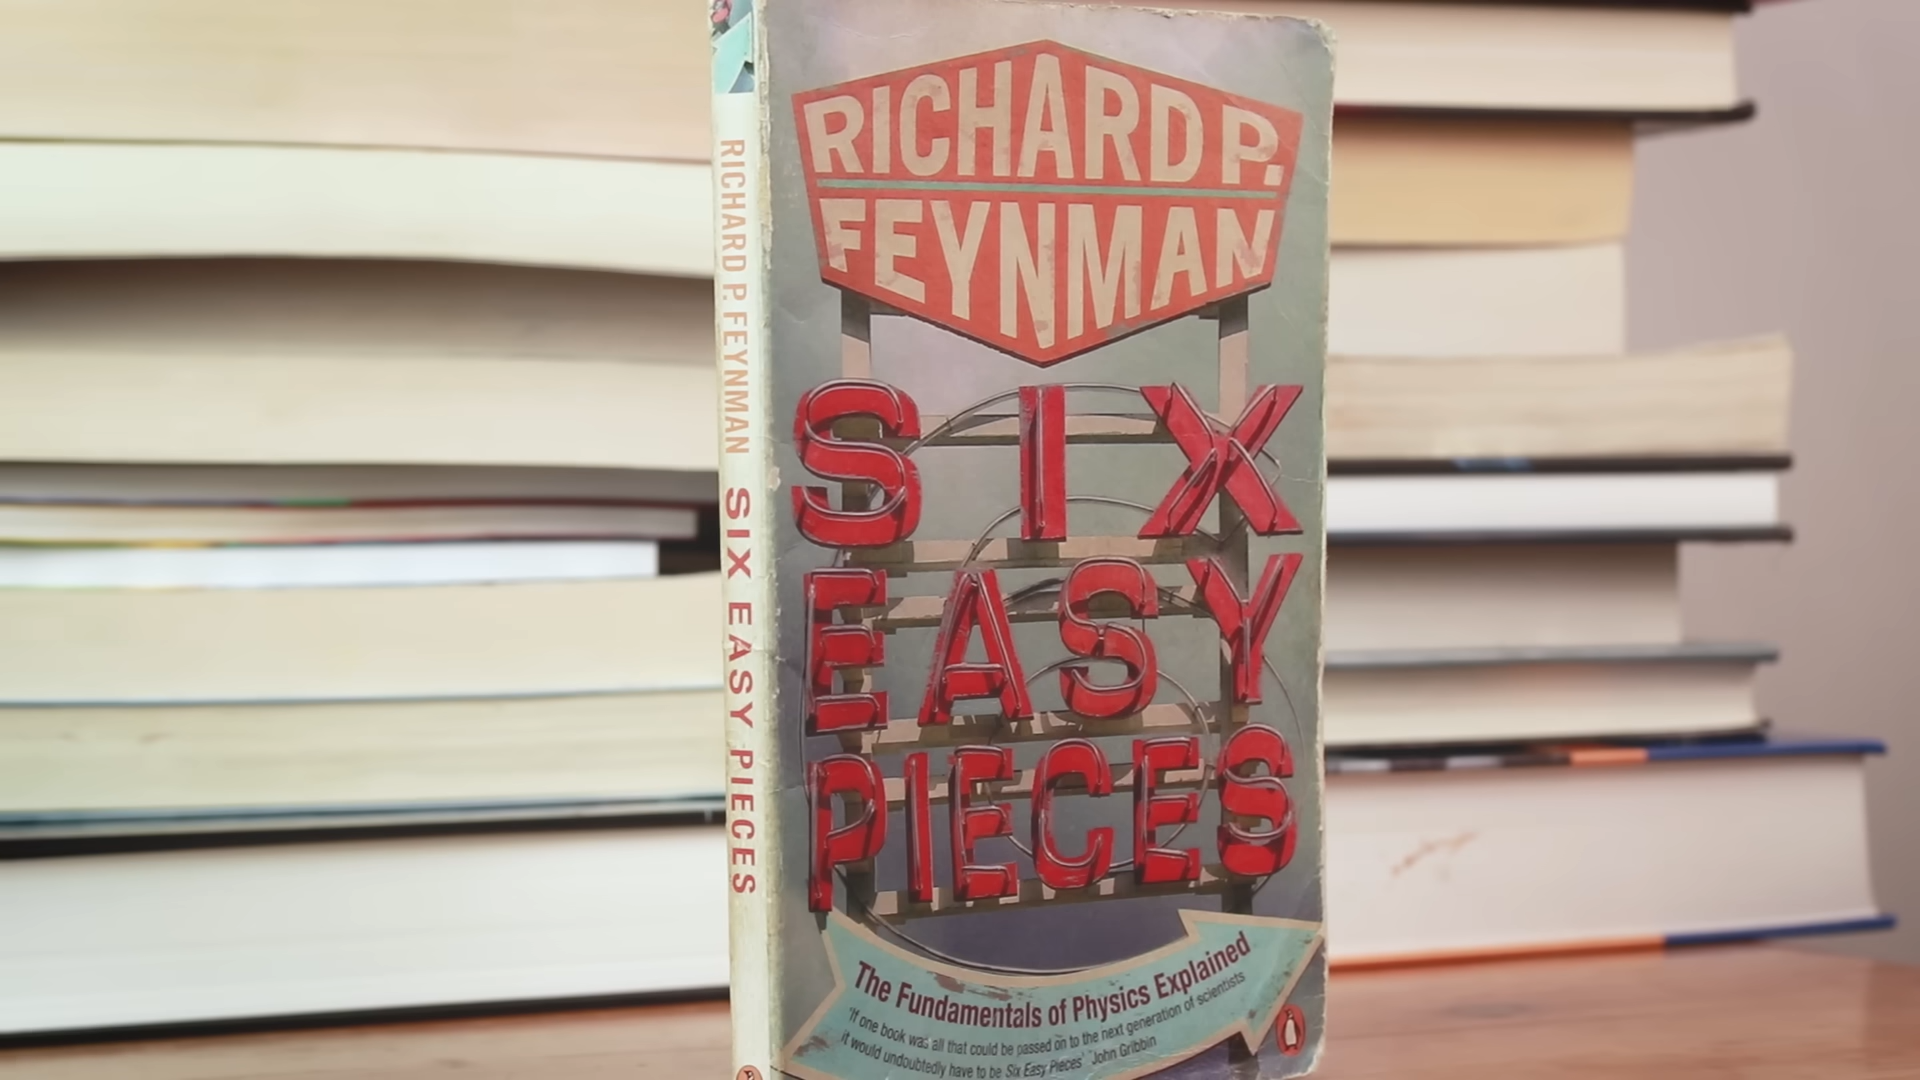 RICHARD P. FEYNMAN SIX EASY PIECES
RICHARD P.
FEYNMAN
SIX
EASY
PIECES
The Fundamentals of Physics Explained
'If one book was all that could be passed on to the next generation of scientists
it would undoubtedly have to be Six Easy Pieces' John Gribbin